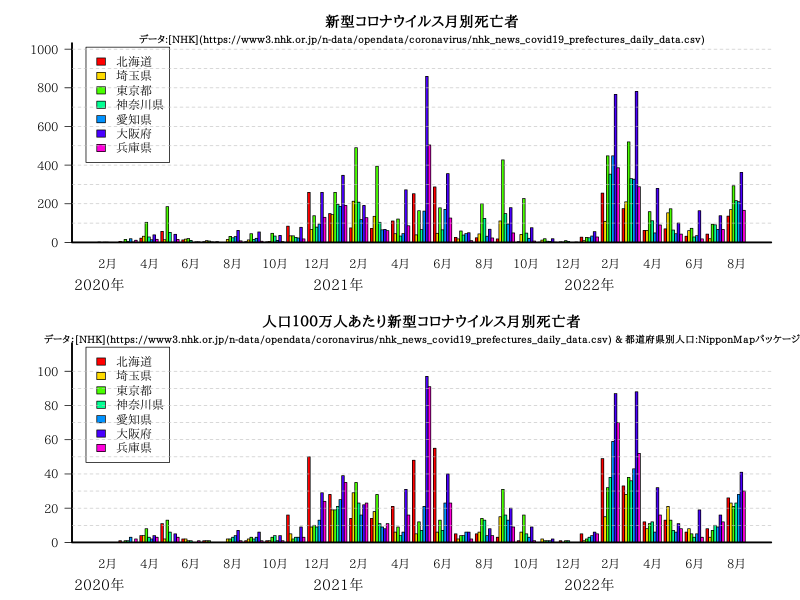 新型コロナウイルス月別死亡者
データ:[NHK](https://www3.nhk.or.jp/n-data/opendata/coronavirus/nhk_news_covid19_prefectures_daily_data.csv)
1000
800
600
400
200
0
北海道
埼玉県
東京都
神奈川県
愛知県
大阪府
兵庫県
2月 4月 6月 8月 10月 12月 2月 4月 6月 8月 10月 12月 2月 4月 6月 8月
2020年 2021年 2022年
人口100万人あたり新型コロナウイルス月別死亡者
データ:[NHK](https://www3.nhk.or.jp/n-data/opendata/coronavirus/nhk_news_covid19_prefectures_daily_data.csv) & 都道府県別人口:NipponMapパッケージ
100
80
60
40
20
0
北海道
埼玉県
東京都
神奈川県
愛知県
大阪府
兵庫県
2月 4月 6月 8月 10月 12月 2月 4月 6月 8月 10月 12月 2月 4月 6月 8月
2020年 2021年 2022年